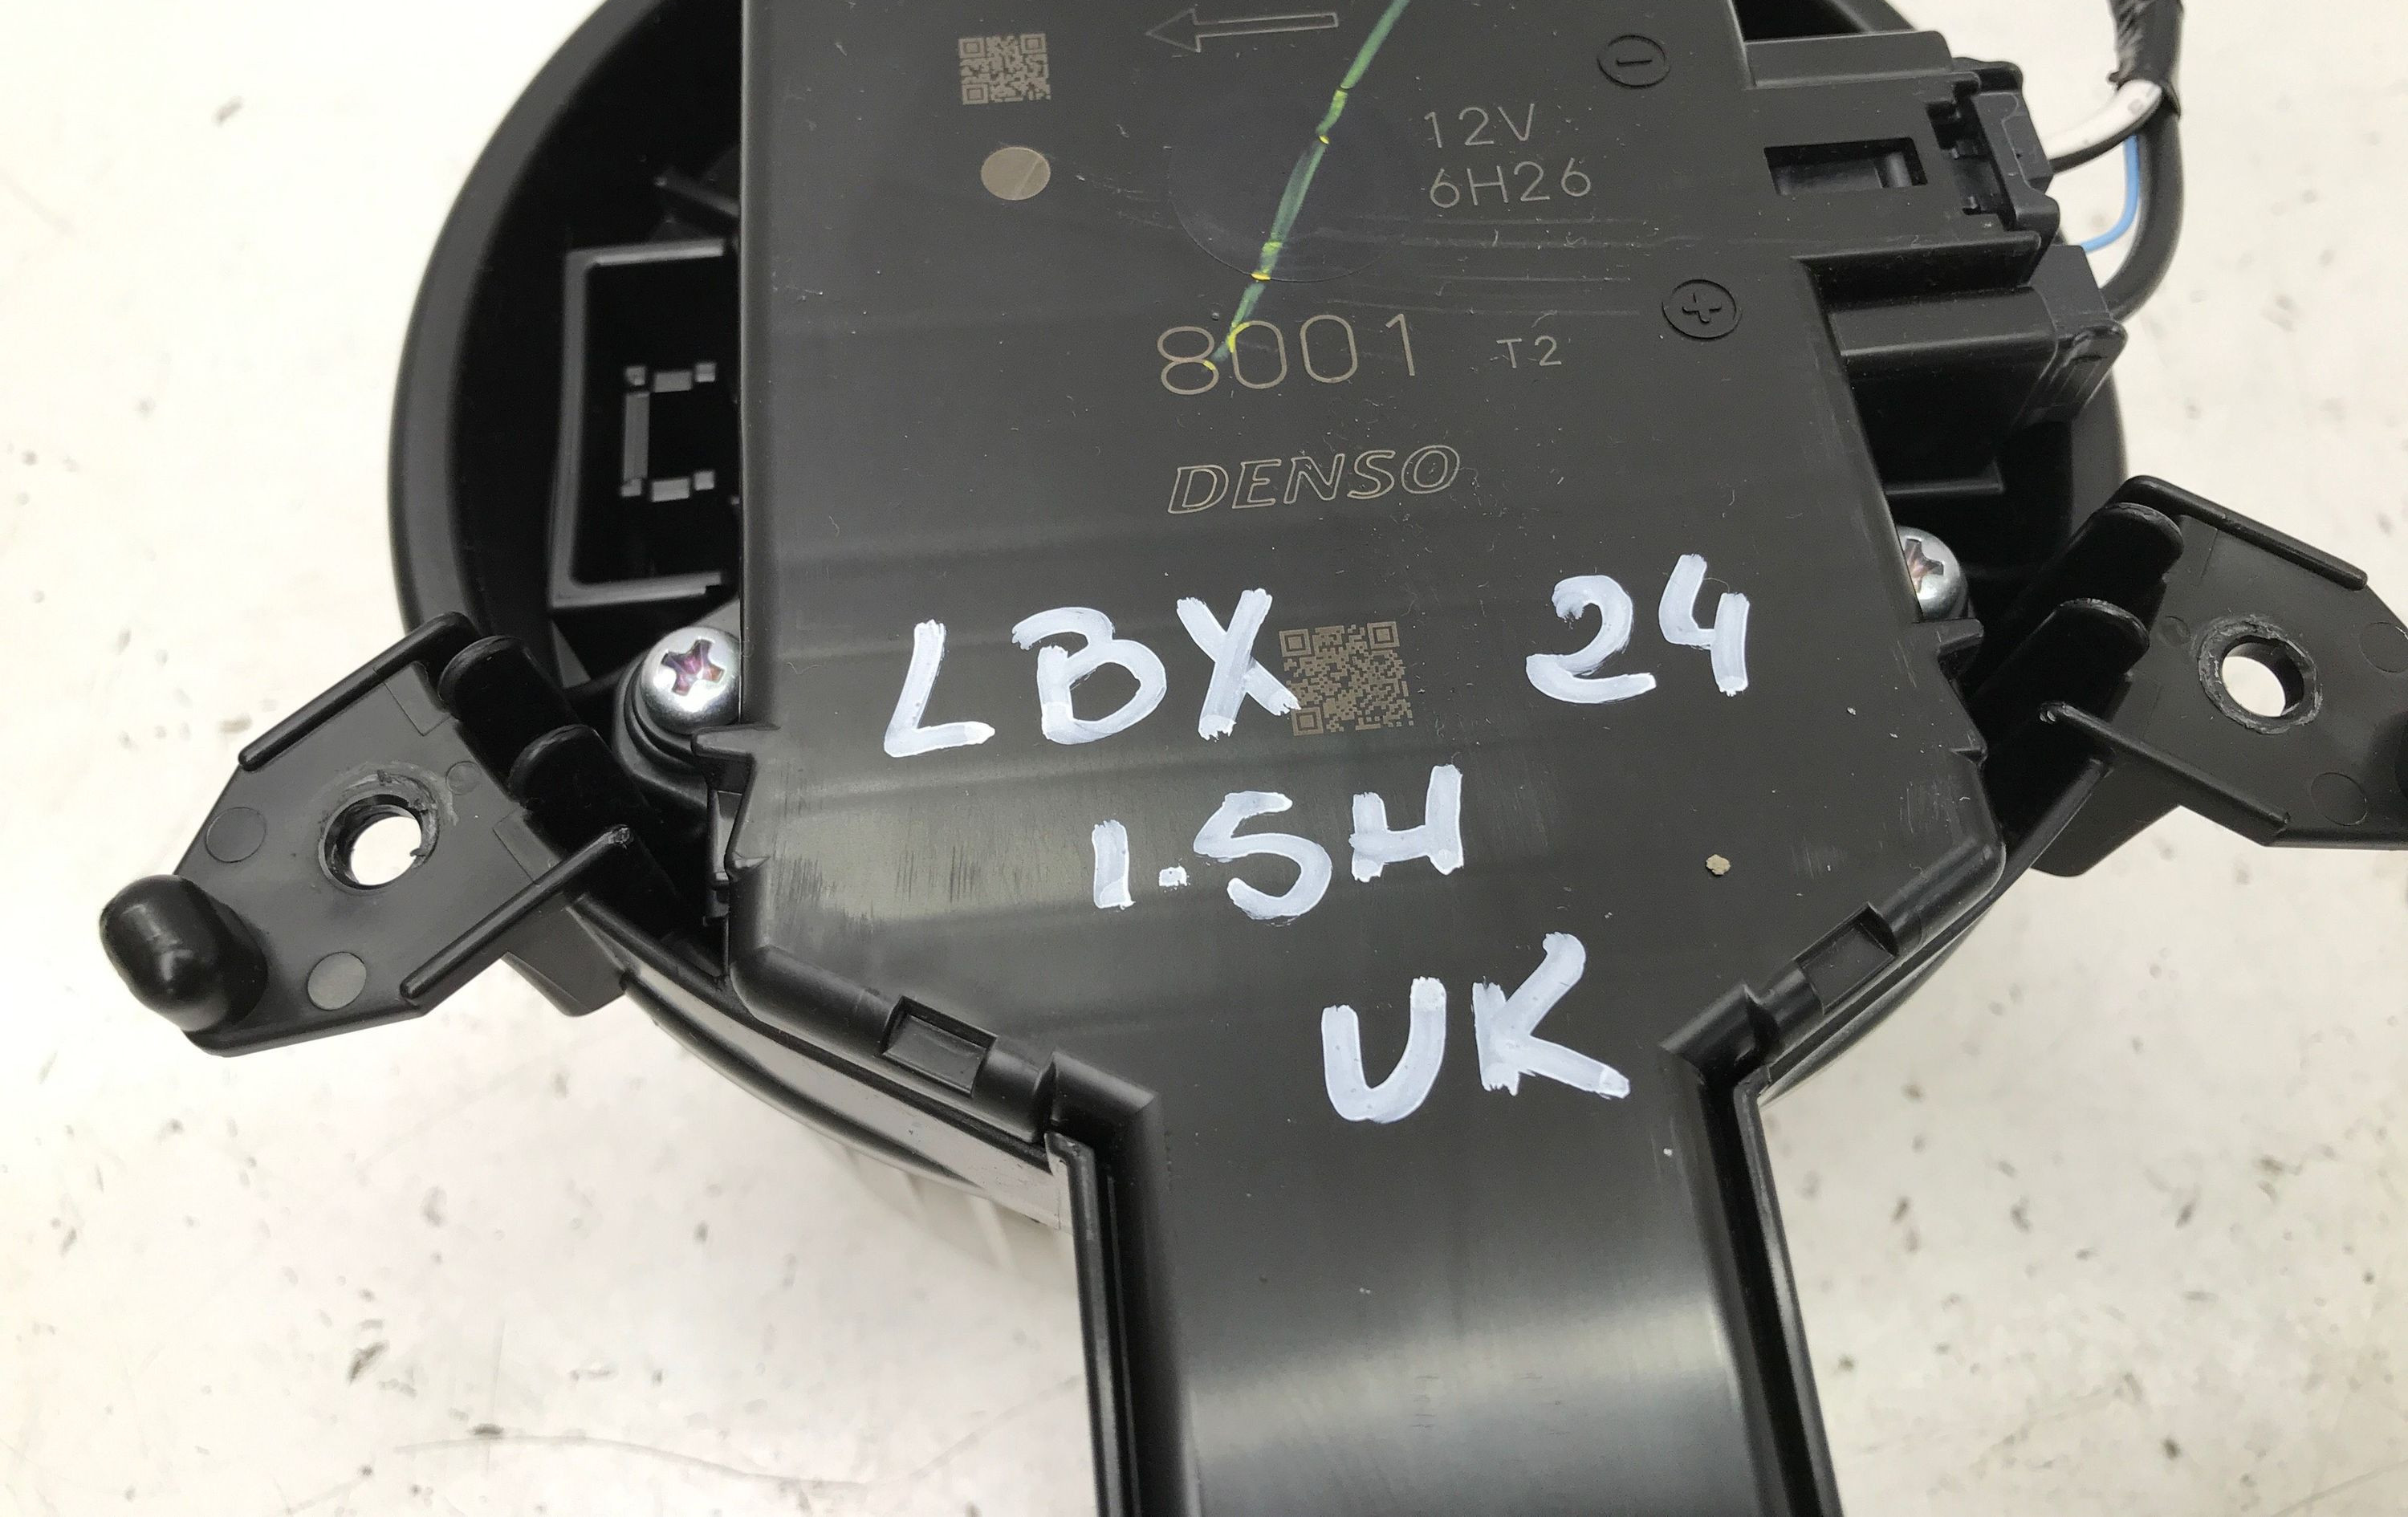 12V
6H26
8001 T2
DENSO
LBX 24
1.5H
UK